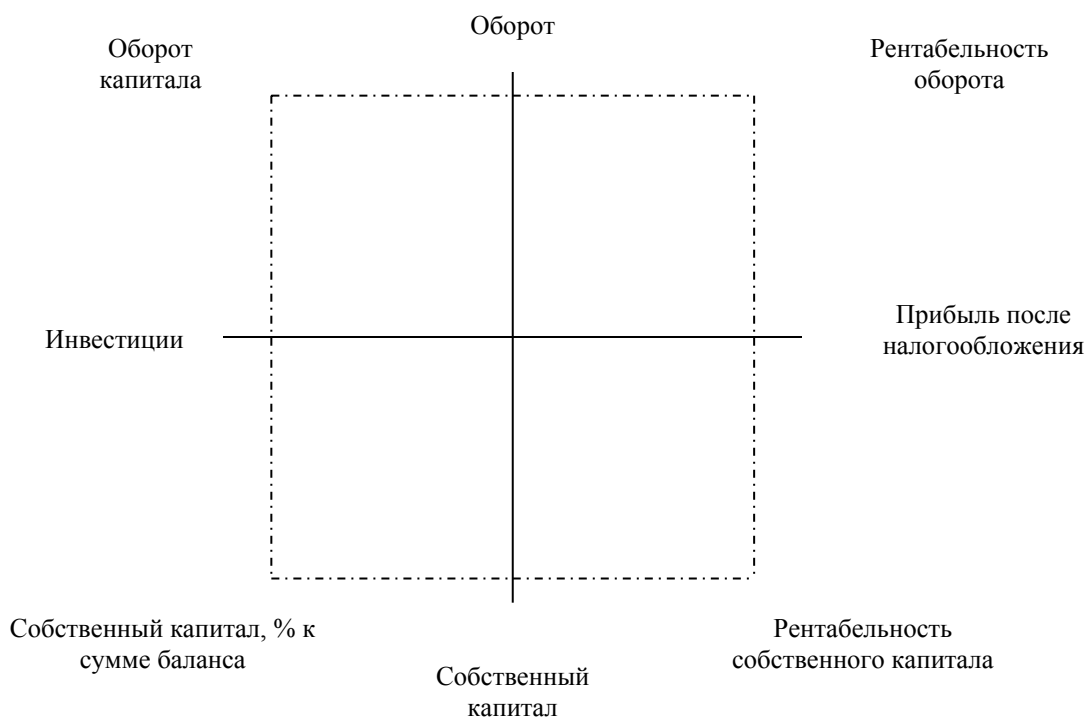 Оборот
Оборот
капитала
Рентабельность
оборота
Инвестиции
Прибыль после
налогообложения
Собственный капитал, % к
сумме баланса
Собственный
капитал
Рентабельность
собственного капитала